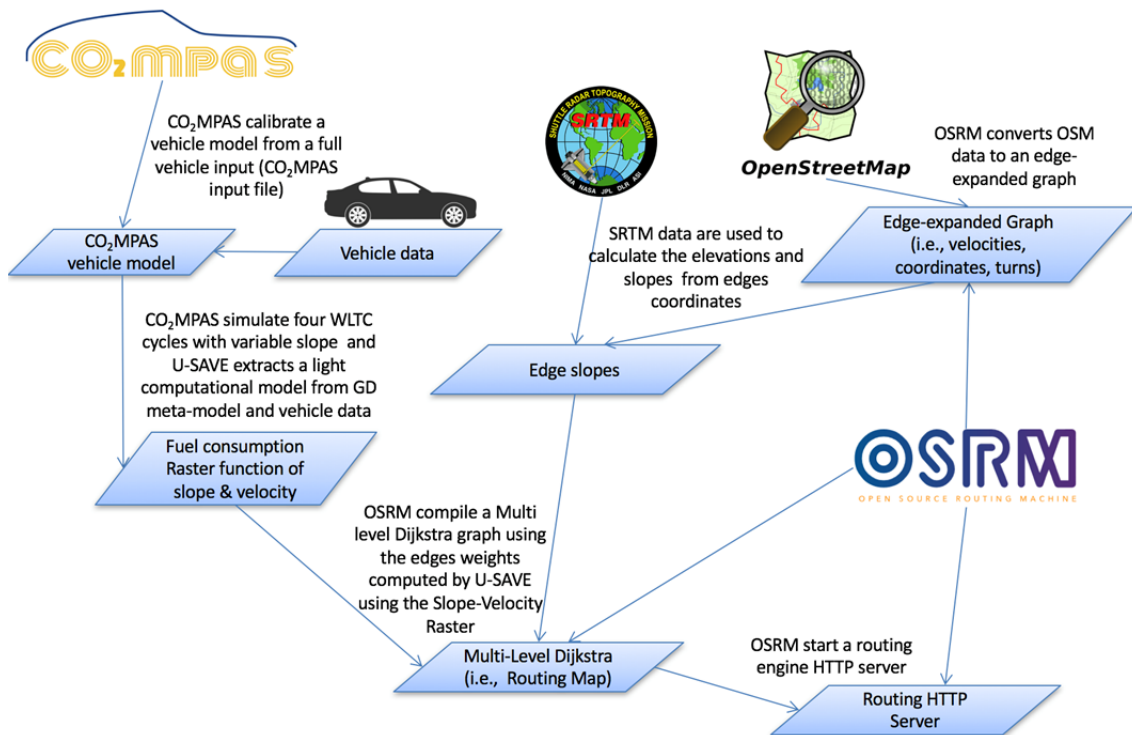 CO2MPAS
CO₂MPAS calibrate a
vehicle model from a full
vehicle input (CO₂MPAS
input file)
SHUTTLE RADAR TOPOGRAPHY MISSION
SRTM
NIMA NASA JPL DLR ASI
OpenStreetMap
OSRM converts OSM
data to an edge-
expanded graph
CO₂MPAS
vehicle model
Vehicle data
SRTM data are used to
calculate the elevations and
slopes from edges
coordinates
Edge-expanded Graph
(i.e., velocities,
coordinates, turns)
CO₂MPAS simulate four WLTC
cycles with variable slope and
U-SAVE extracts a light
computational model from GD
meta-model and vehicle data
Edge slopes
Fuel consumption
Raster function of
slope & velocity
OSRM
OPEN SOURCE ROUTING MACHINE
OSRM compile a Multi
level Dijkstra graph using
the edges weights
computed by U-SAVE
using the Slope-Velocity
Raster
Multi-Level Dijkstra
(i.e., Routing Map)
OSRM start a routing
engine HTTP server
Routing HTTP
Server